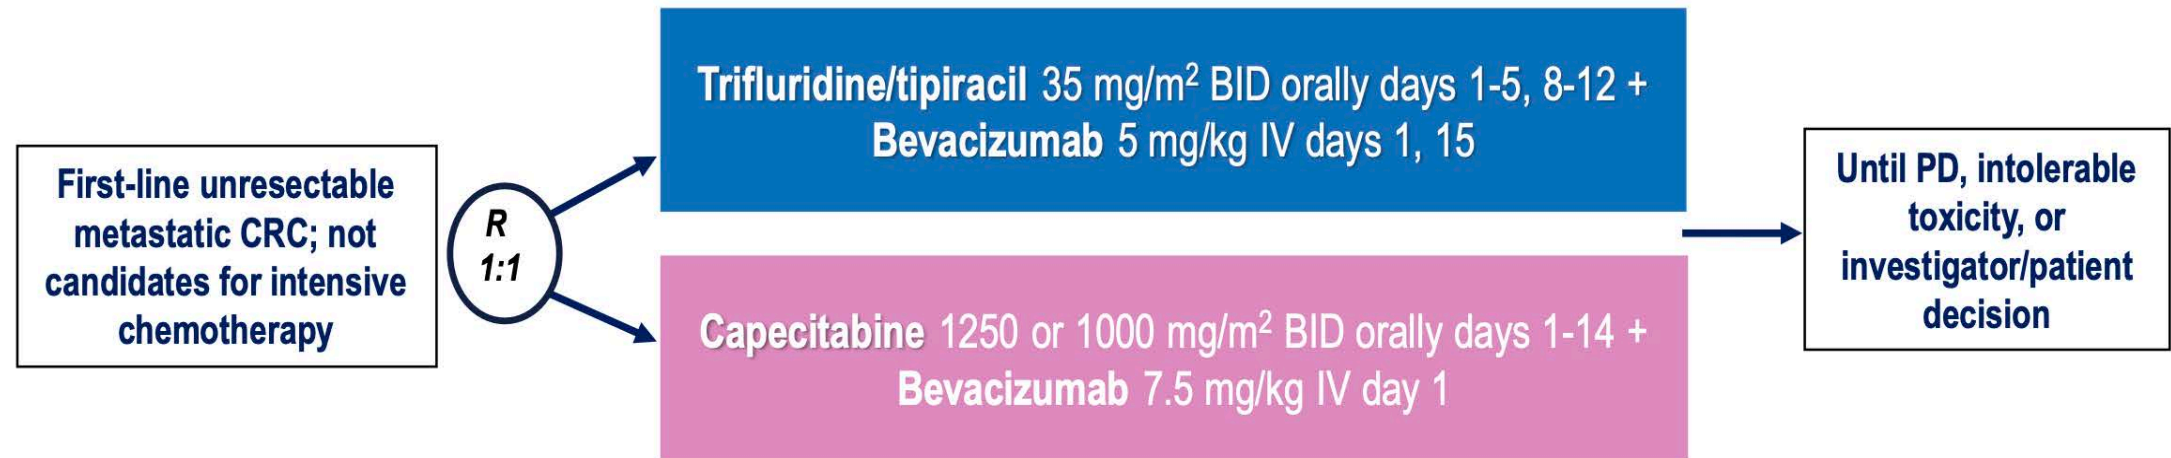 First-line unresectable
metastatic CRC; not
candidates for intensive
chemotherapy
R
1:1
Trifluridine/tipiracil 35 mg/m² BID orally days 1-5, 8-12 +
Bevacizumab 5 mg/kg IV days 1, 15
Capecitabine 1250 or 1000 mg/m² BID orally days 1-14 +
Bevacizumab 7.5 mg/kg IV day 1
Until PD, intolerable
toxicity, or
investigator/patient
decision